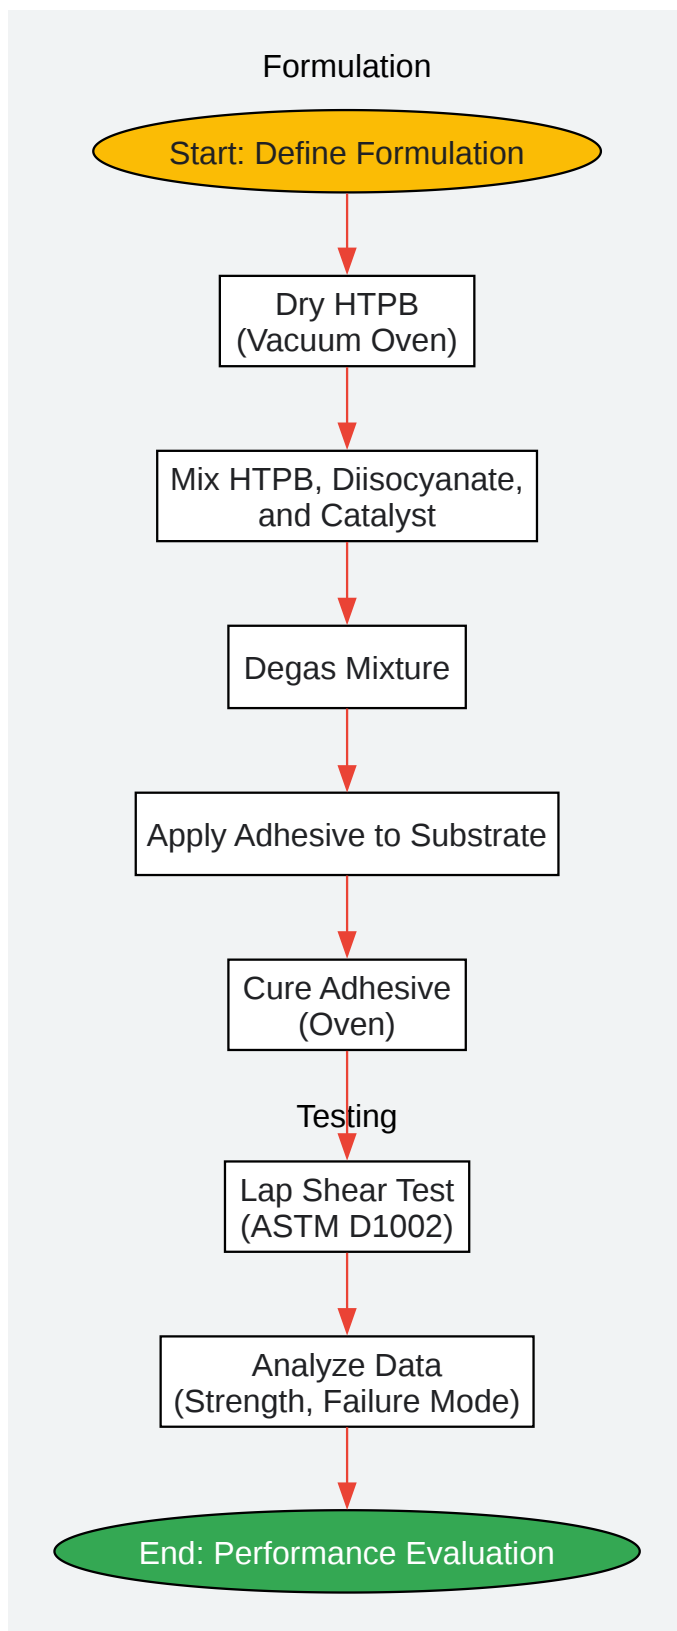 Formulation
Start: Define Formulation
Dry HTPB
(Vacuum Oven)
Mix HTPB, Diisocyanate,
and Catalyst
Degas Mixture
Apply Adhesive to Substrate
Cure Adhesive
(Oven)
Testing
Lap Shear Test
(ASTM D1002)
Analyze Data
(Strength, Failure Mode)
End: Performance Evaluation